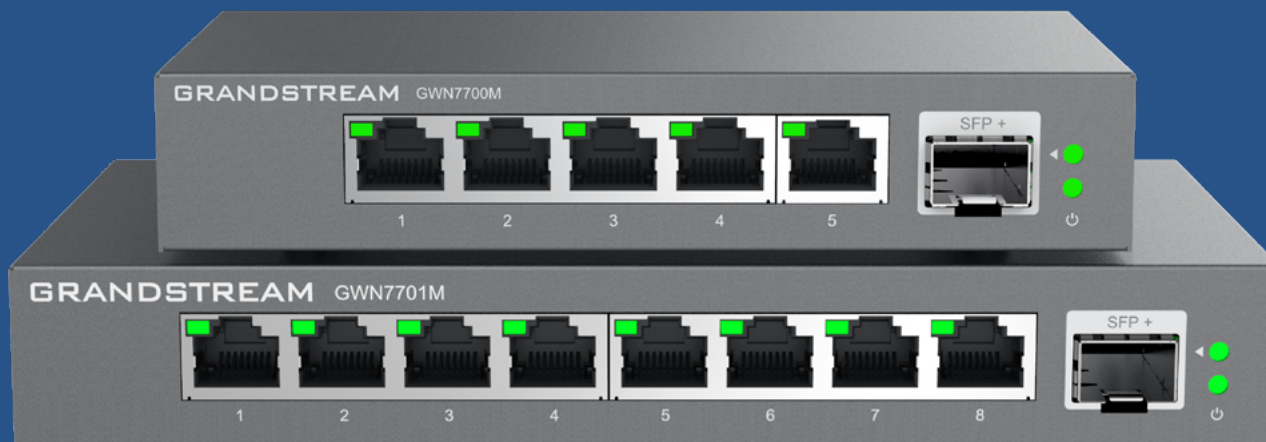 GRANDSTREAM GWN7700M
SFP +
1 2 3 4 5
GRANDSTREAM GWN7701M
SFP +
1 2 3 4 5 6 7 8